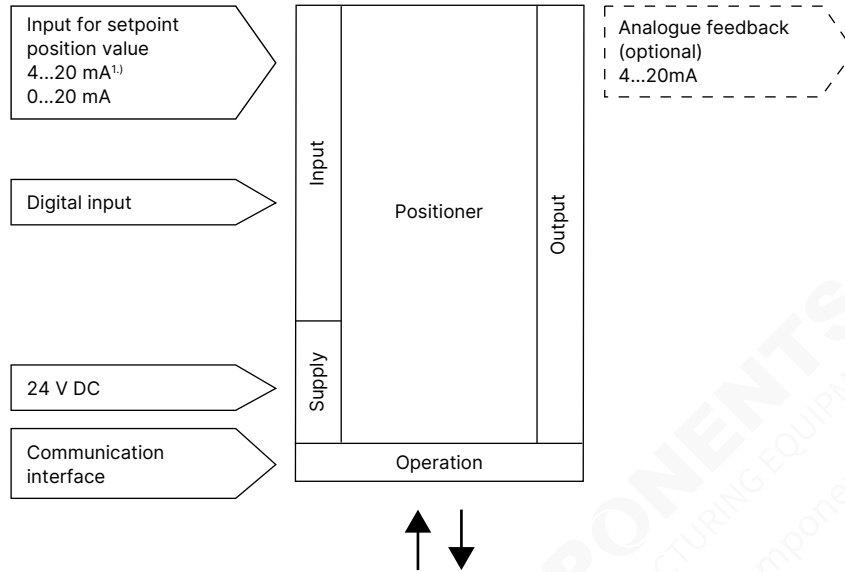 Input for setpoint
position value
4...20 mA1.)
0...20 mA
Digital input
24 V DC
Communication
interface
Input
Supply
Positioner
Output
Operation
Analogue feedback
(optional)
4...20mA